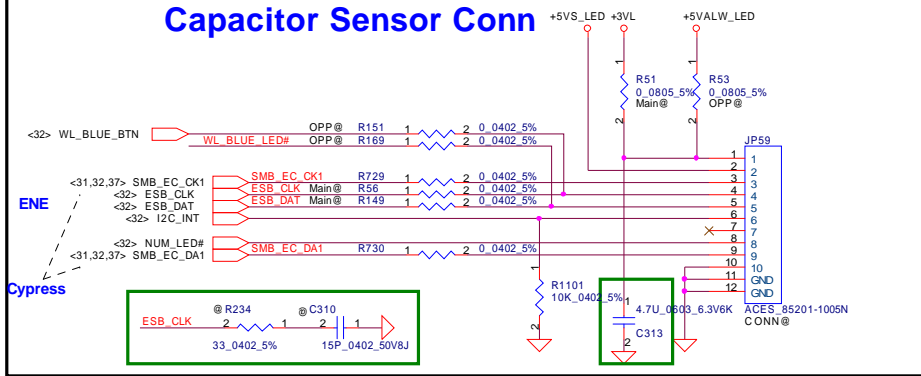 Capacitor Sensor Conn
+5VS_LED +3VL +5VALW_LED
1 1
R51 R53
0_0805_5% 0_0805_5%
Main@ OPP@
2 2
<32> WL_BLUE_BTN OPP@ R151 1 2 0_0402_5%
WL_BLUE_LED# OPP@ R169 1 2 0_0402_5%
JP59
1 1
2 2
<31,32,37> SMB_EC_CK1 SMB_EC_CK1 R729 1 2 0_0402_5% 3 3
<32> ESB_CLK ESB_CLK Main@ R56 1 2 0_0402_5% 4 4
ENE
<32> ESB_DAT ESB_DAT Main@ R149 1 2 0_0402_5% 5 5
<32> I2C_INT 6 6
7 7
<32> NUM_LED# 8 8
<31,32,37> SMB_EC_DA1 SMB_EC_DA1 R730 1 2 0_0402_5% 9 9
10 10
11 GND
12 GND
Cypress
1
R1101
10K_0402_5%
2
1
4.7U_0603_6.3V6K
C313
2
ACES_85201-1005N
CONN@
@ R234 @ C310
ESB_CLK 2 1 2 1
33_0402_5% 15P_0402_50V8J